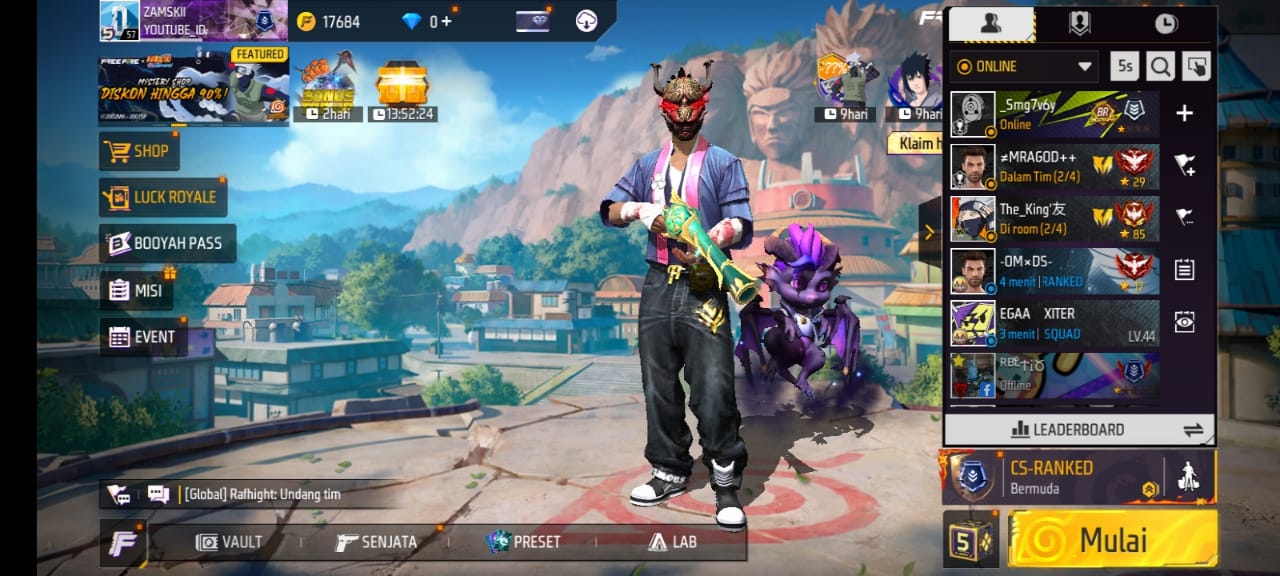 ZAMSKII
YOUTUBE_ID
57
17684
0+
FEATURED
MYSTERY SHOP
DISKON HINGGA 90%!
BONUS
2hari
13:52:24
9hari
9hari
Klaim h
SHOP
LUCK ROYALE
BOOYAH PASS
MISI
EVENT
ONLINE
5s
_Smg7v6y
Online
≠MRAGOD++
Dalam Tim (2/4)
29
The_King'友
Di room (2/4)
85
-OM×DS-
4 menit | RANKED
EGAA XITER
3 menit | SQUAD
LV.44
Offline
LEADERBOARD
CS-RANKED
Bermuda
[Global] Rafhight: Undang tim
VAULT
SENJATA
PRESET
LAB
5
Mulai